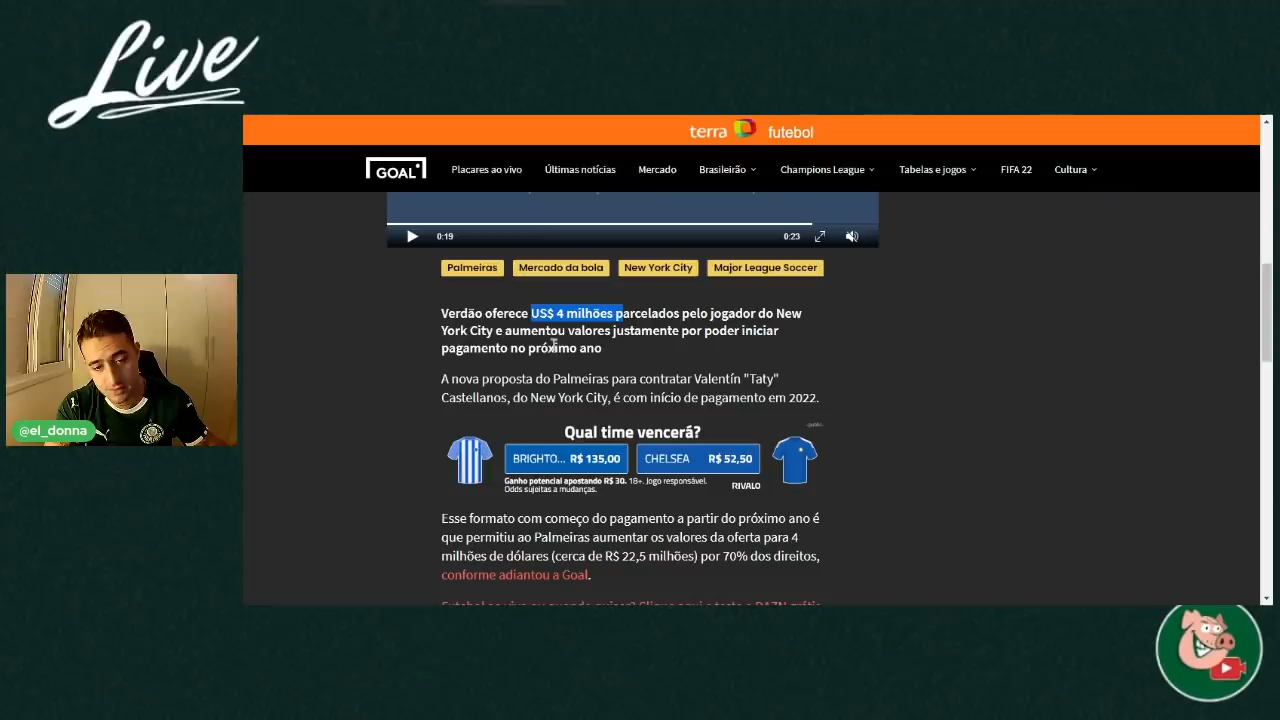 Live
terra futebol
GOAL Placares ao vivo Últimas notícias Mercado Brasileirão Champions League Tabelas e jogos FIFA 22 Cultura
0:19 0:23
Palmeiras Mercado da bola New York City Major League Soccer
Verdão oferece US$ 4 milhões parcelados pelo jogador do New
York City e aumentou valores justamente por poder iniciar
pagamento no próximo ano
A nova proposta do Palmeiras para contratar Valentín "Taty"
Castellanos, do New York City, é com início de pagamento em 2022.
@el_donna
Qual time vencerá?
BRIGHTO... R$ 135,00 CHELSEA R$ 52,50
Ganho potencial apostando R$ 30. 18+. Jogo responsável.
Odds sujeitas a mudanças.
RIVALO
Esse formato com começo do pagamento a partir do próximo ano é
que permitiu ao Palmeiras aumentar os valores da oferta para 4
milhões de dólares (cerca de R$ 22,5 milhões) por 70% dos direitos,
conforme adiantou a Goal.